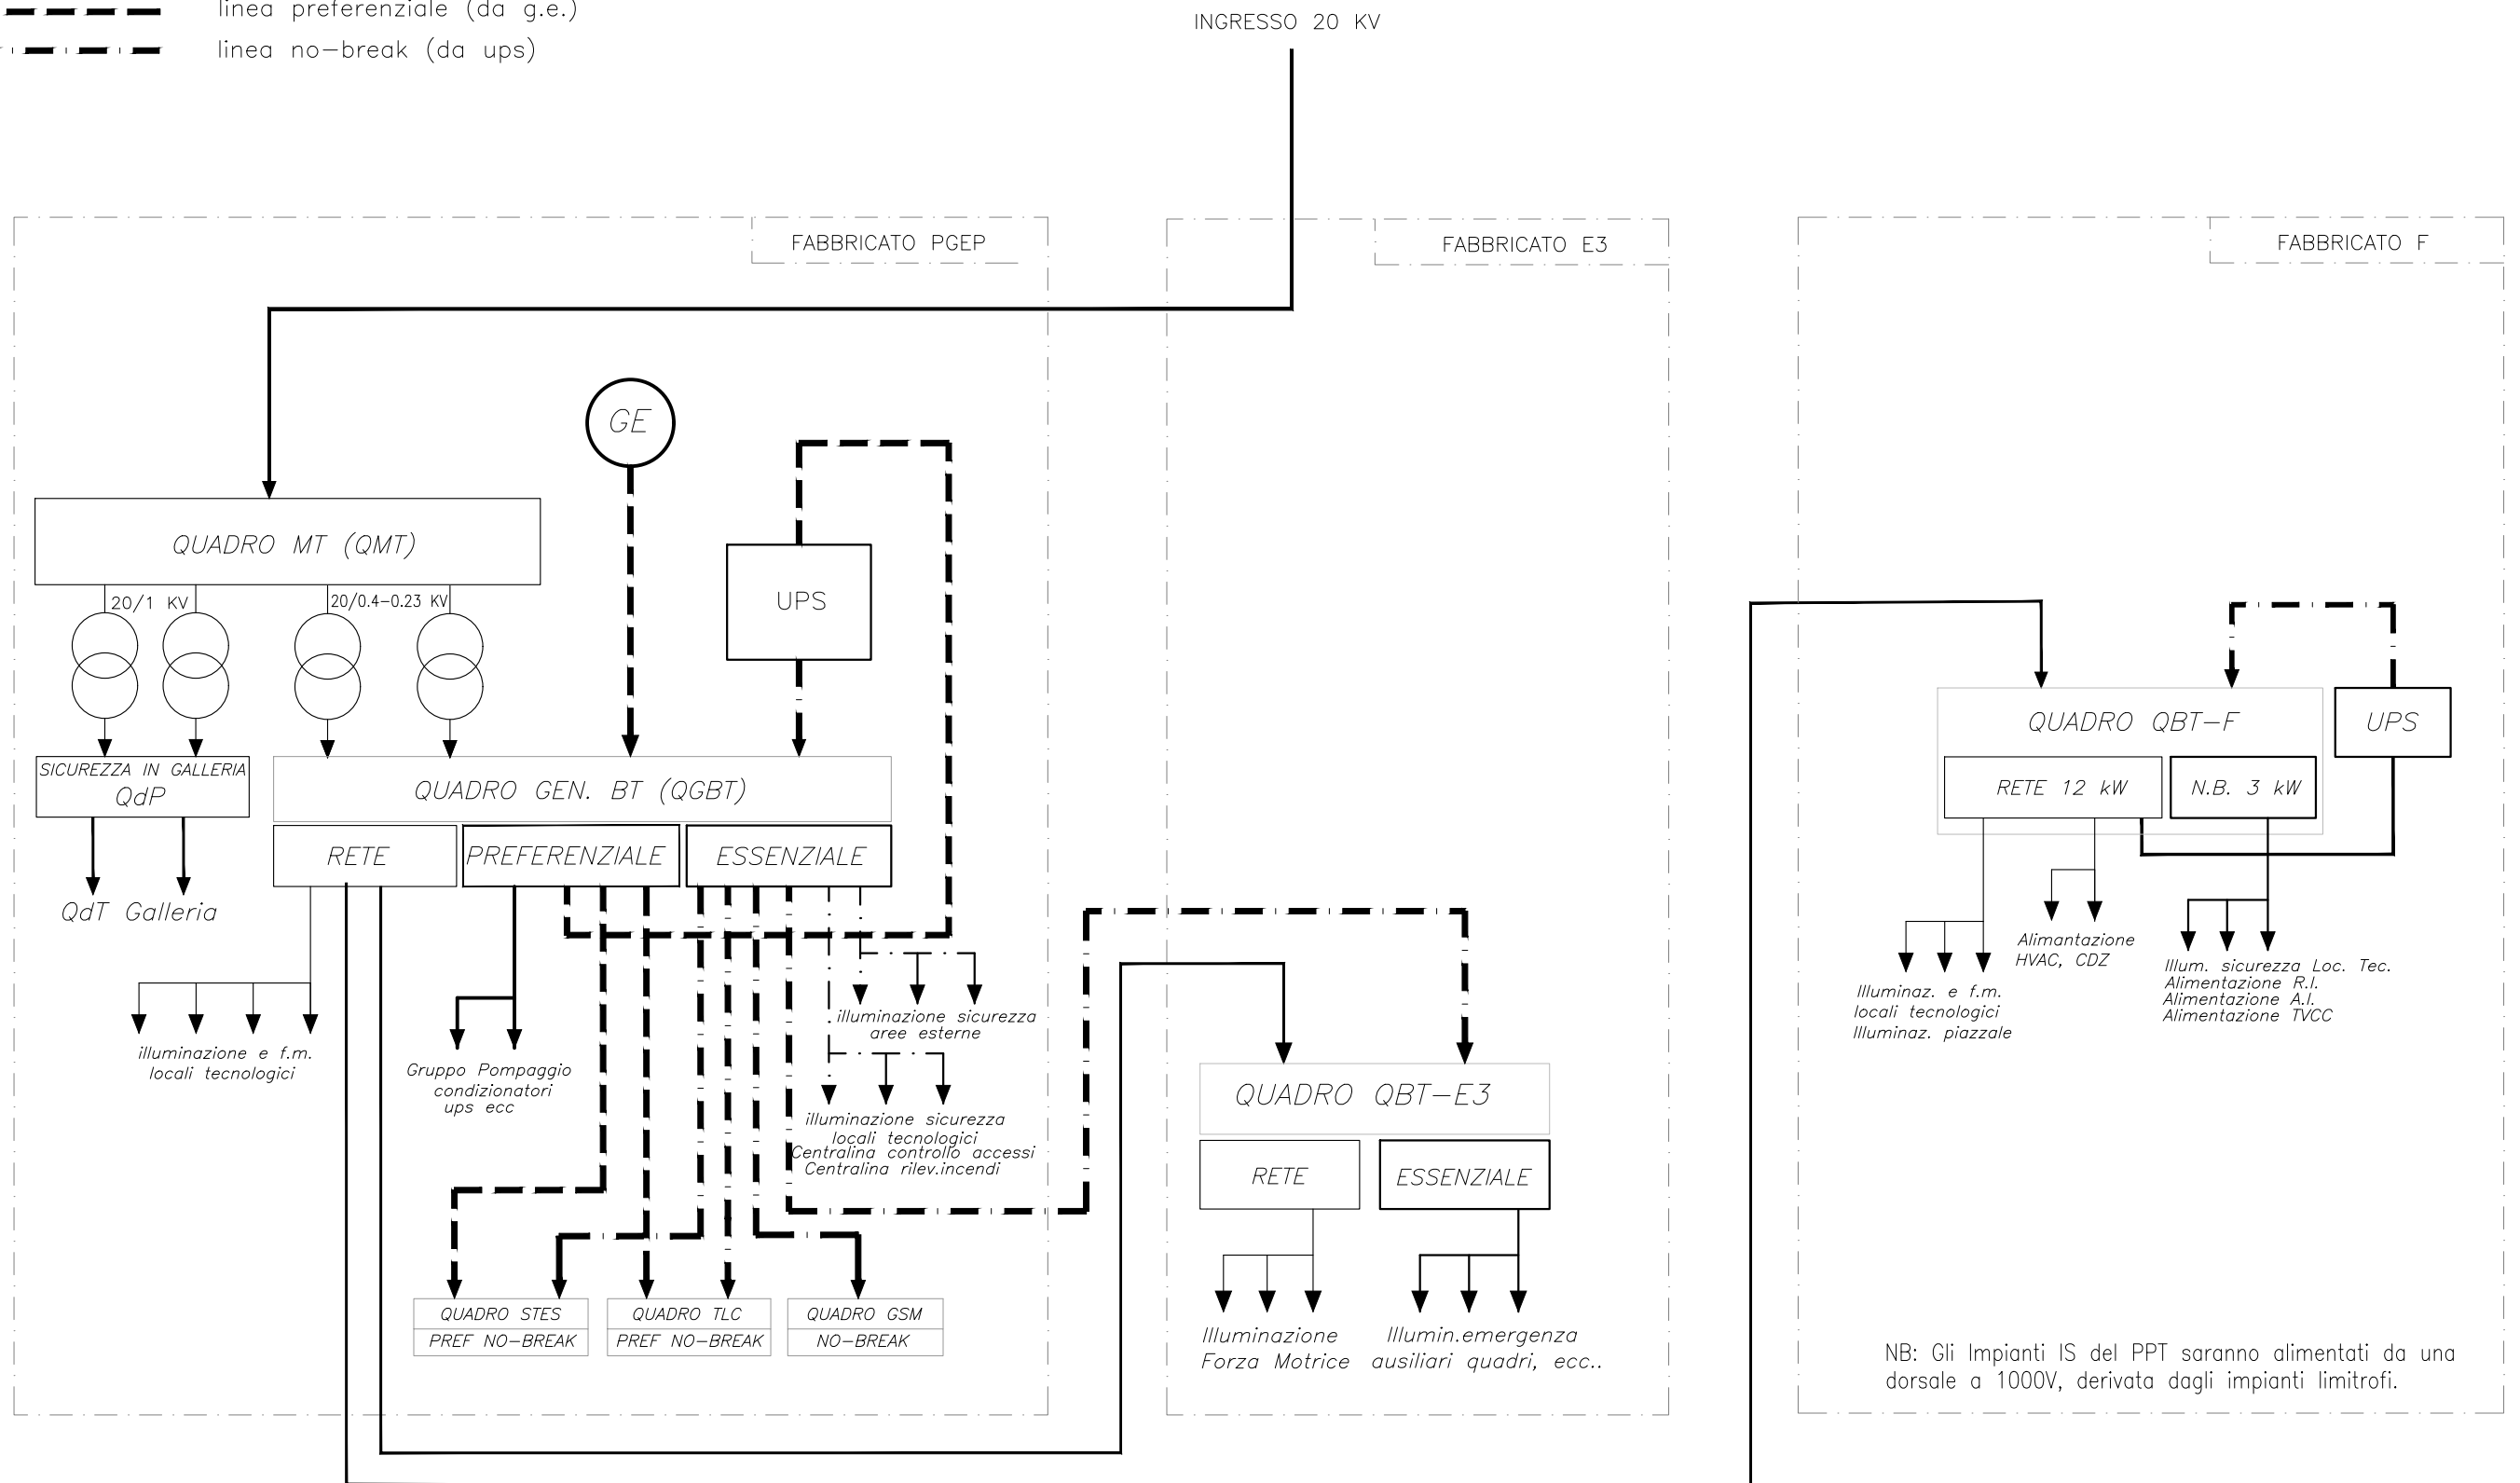 linea preferenziale (da g.e.)
linea no-break (da ups)
INGRESSO 20 KV
FABBRICATO PGEP
FABBRICATO E3
FABBRICATO F
GE
QUADRO MT (QMT)
UPS
20/1 KV
20/0.4-0.23 KV
SICUREZZA IN GALLERIA
QdP
QUADRO GEN. BT (QGBT)
RETE
PREFERENZIALE
ESSENZIALE
QdT Galleria
illuminazione e f.m.
locali tecnologici
Gruppo Pompaggio
condizionatori
ups ecc
illuminazione sicurezza
aree esterne
illuminazione sicurezza
locali tecnologici
Centralina controllo accessi
Centralina rilev.incendi
QUADRO STES
PREF NO-BREAK
QUADRO TLC
PREF NO-BREAK
QUADRO GSM
NO-BREAK
QUADRO QBT-E3
RETE
ESSENZIALE
Illuminazione
Forza Motrice
Illumin.emergenza
ausiliari quadri, ecc..
QUADRO QBT-F
UPS
RETE 12 kW
N.B. 3 kW
Illuminaz. e f.m.
locali tecnologici
Illuminaz. piazzale
Alimantazione
HVAC, CDZ
Illum. sicurezza Loc. Tec.
Alimentazione R.I.
Alimentazione A.I.
Alimentazione TVCC
NB: Gli Impianti IS del PPT saranno alimentati da una
dorsale a 1000V, derivata dagli impianti limitrofi.